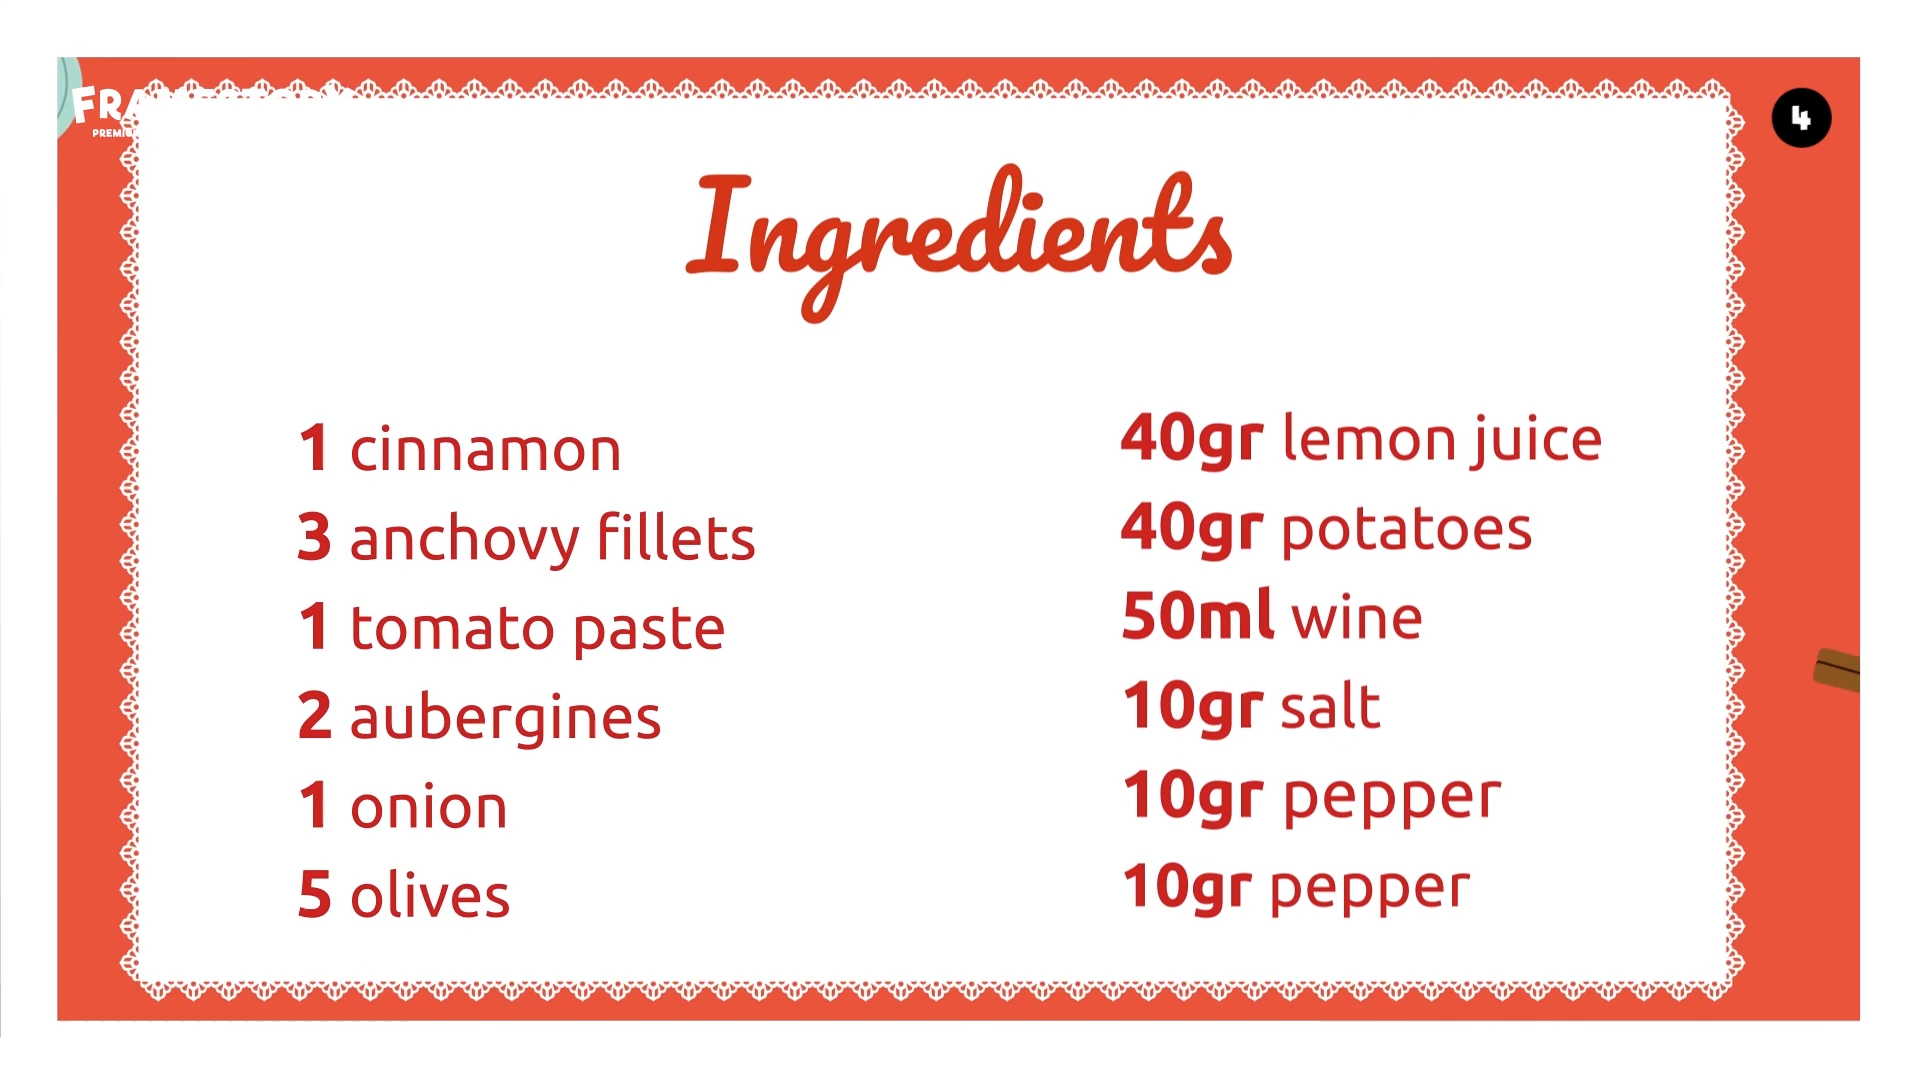 4
Ingredients
1 cinnamon
3 anchovy fillets
1 tomato paste
2 aubergines
1 onion
5 olives
40gr lemon juice
40gr potatoes
50ml wine
10gr salt
10gr pepper
10gr pepper